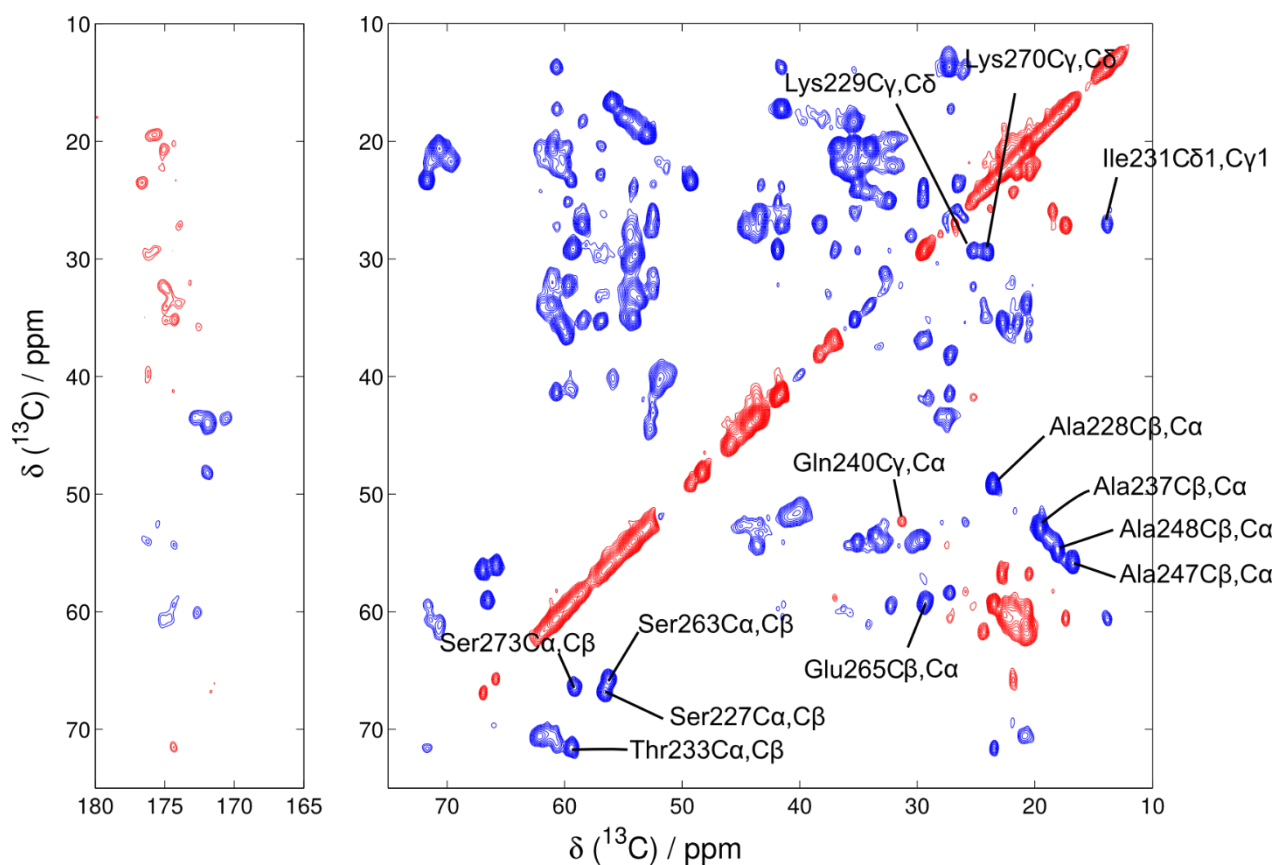 10
20
30
40
50
60
70
δ (¹³C) / ppm
180
175
170
165
10
20
30
40
50
60
70
Lys270Cγ,Cδ
Lys229Cγ,Cδ
Ile231Cδ1,Cγ1
Ala228Cβ,Cα
Gln240Cγ,Cα
Ala237Cβ,Cα
Ala248Cβ,Cα
Ala247Cβ,Cα
Ser263Cα,Cβ
Ser273Cα,Cβ
Glu265Cβ,Cα
Ser227Cα,Cβ
Thr233Cα,Cβ
70
60
50
40
30
20
10
δ (¹³C) / ppm